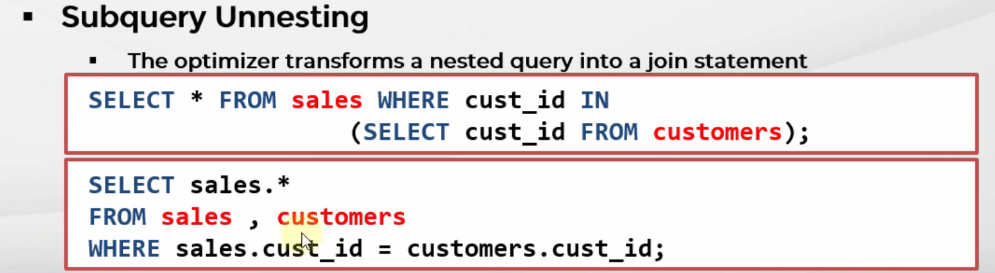 ▪ Subquery Unnesting
▪ The optimizer transforms a nested query into a join statement
SELECT * FROM sales WHERE cust_id IN
(SELECT cust_id FROM customers);
SELECT sales.*
FROM sales , customers
WHERE sales.cust_id = customers.cust_id;